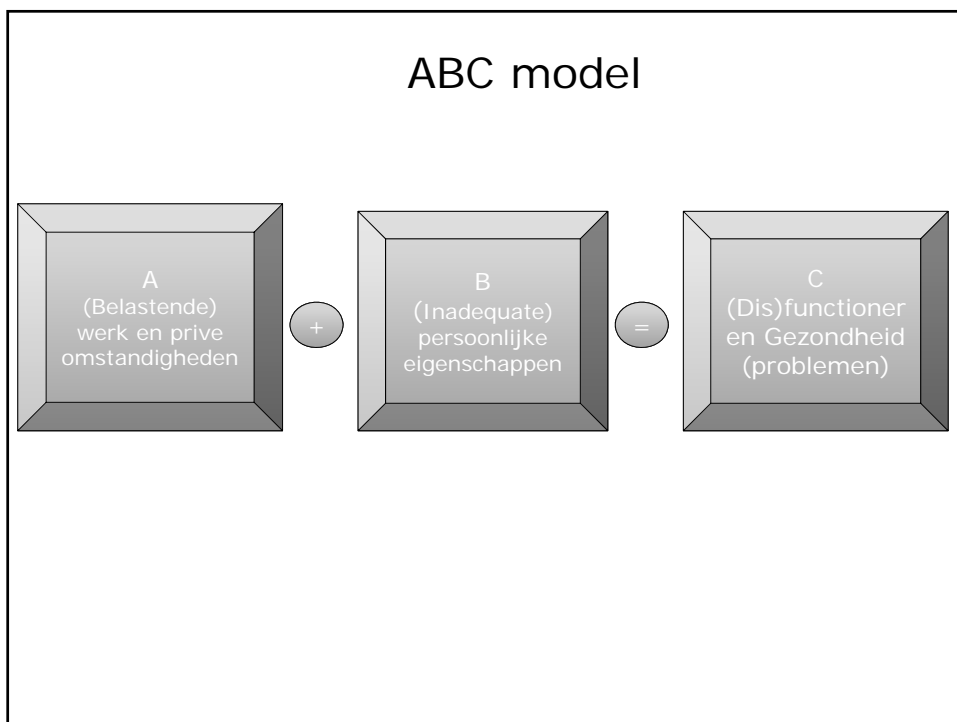 ABC model
A
(Belastende)
werk en prive
omstandigheden
+
B
(Inadequate)
persoonlijke
eigenschappen
=
C
(Dis)functioner
en Gezondheid
(problemen)